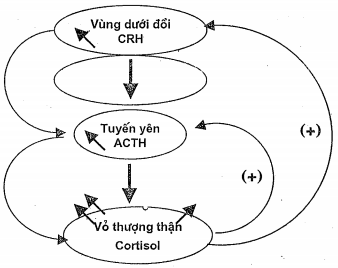 Vùng dưới đồi
CRH
Tuyến yên
ACTH
(+)
(+)
Vỏ thượng thận
Cortisol